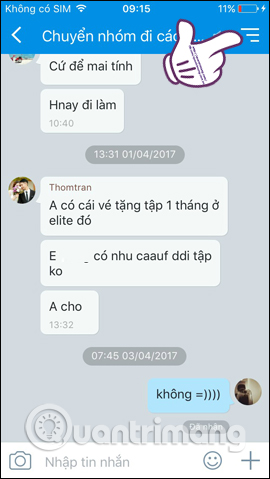 Không có SIM
09:15
11%
Chuyển nhóm đi các...
Cứ để mai tính
Hnay đi làm
10:40
13:31 01/04/2017
Thomtran
A có cái vé tặng tập 1 tháng ở
elite đó
E _ có nhu caauf ddi tập
ko
A cho
13:32
07:45 03/04/2017
không =))))
Đã nhận
Quantrimang
Nhập tin nhắn